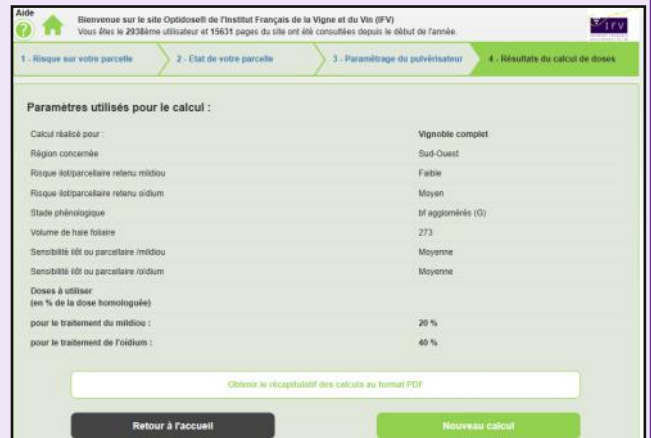 Aide
Bienvenue sur le site Optidose® de l'Institut Français de la Vigne et du Vin (IFV)
Vous êtes le 2938ème utilisateur et 15631 pages du site ont été consultées depuis le début de l'année.
IFV
1 - Risque sur votre parcelle
2 - Etat de votre parcelle
3 - Paramètrage du pulvérisateur
4 - Résultats du calcul de doses
Paramètres utilisés pour le calcul :
Calcul réalisé pour : Vignoble complet
Région concernée Sud-Ouest
Risque ilot/parcellaire retenu mildiou Faible
Risque ilot/parcellaire retenu oïdium Moyen
Stade phénologique bf agglomérés (G)
Volume de haie foliaire 273
Sensibilité ilôt ou parcellaire /mildiou Moyenne
Sensibilité ilôt ou parcellaire /oïdium Moyenne
Doses à utiliser
(en % de la dose homologuée)
pour le traitement du mildiou : 20 %
pour le traitement de l'oïdium : 40 %
Obtenir le récapitulatif des calculs au format PDF
Retour à l'accueil
Nouveau calcul